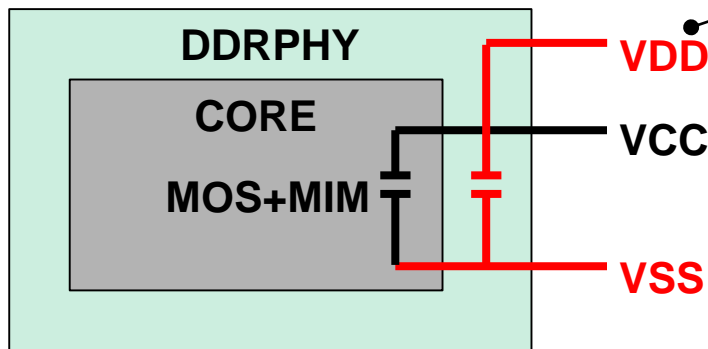 DDRPHY
VDD
CORE
VCC
MOS+MIM
VSS